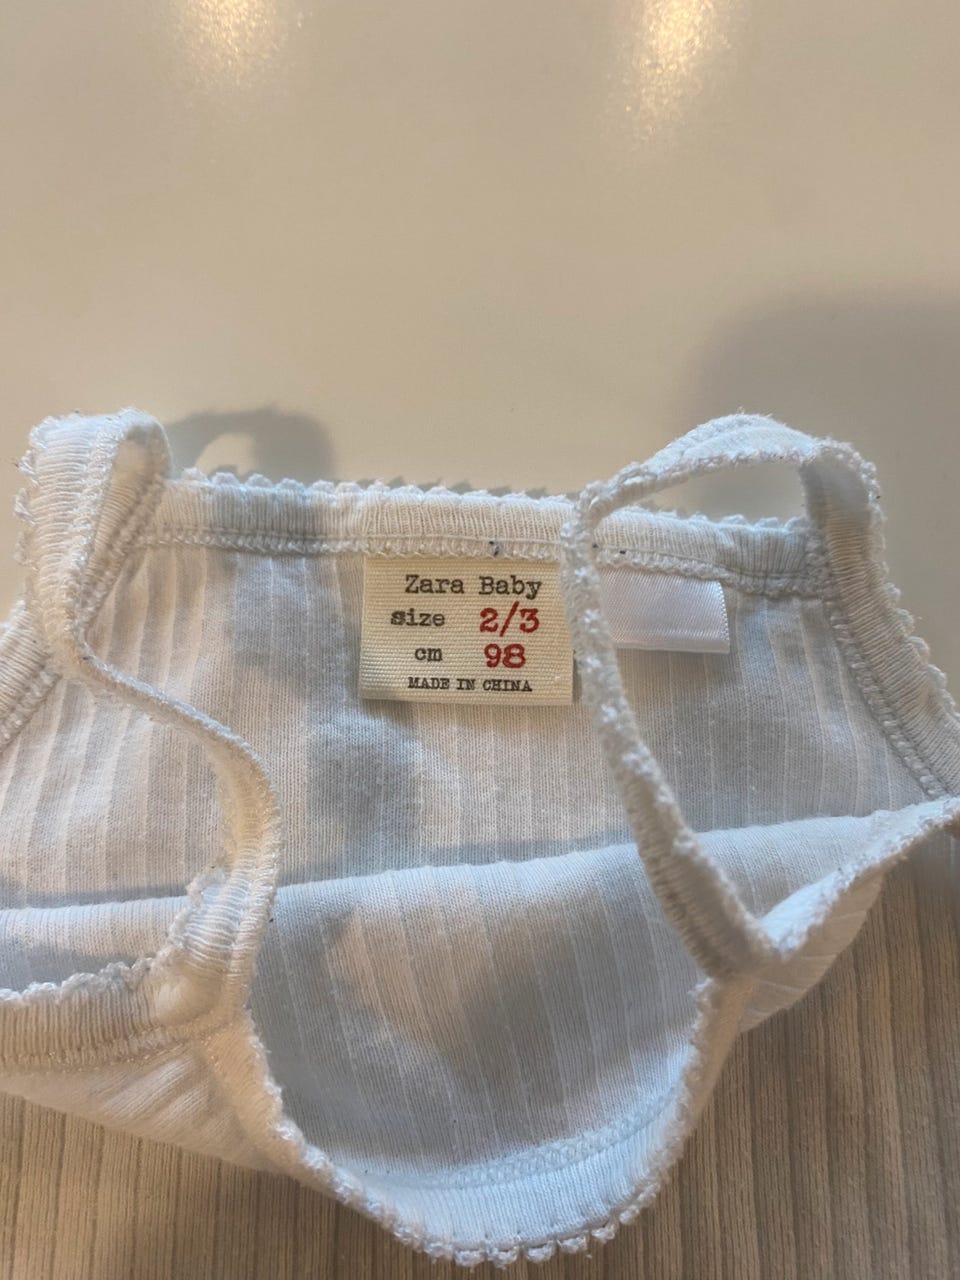 Zara Baby
size 2/3
cm 98
MADE IN CHINA